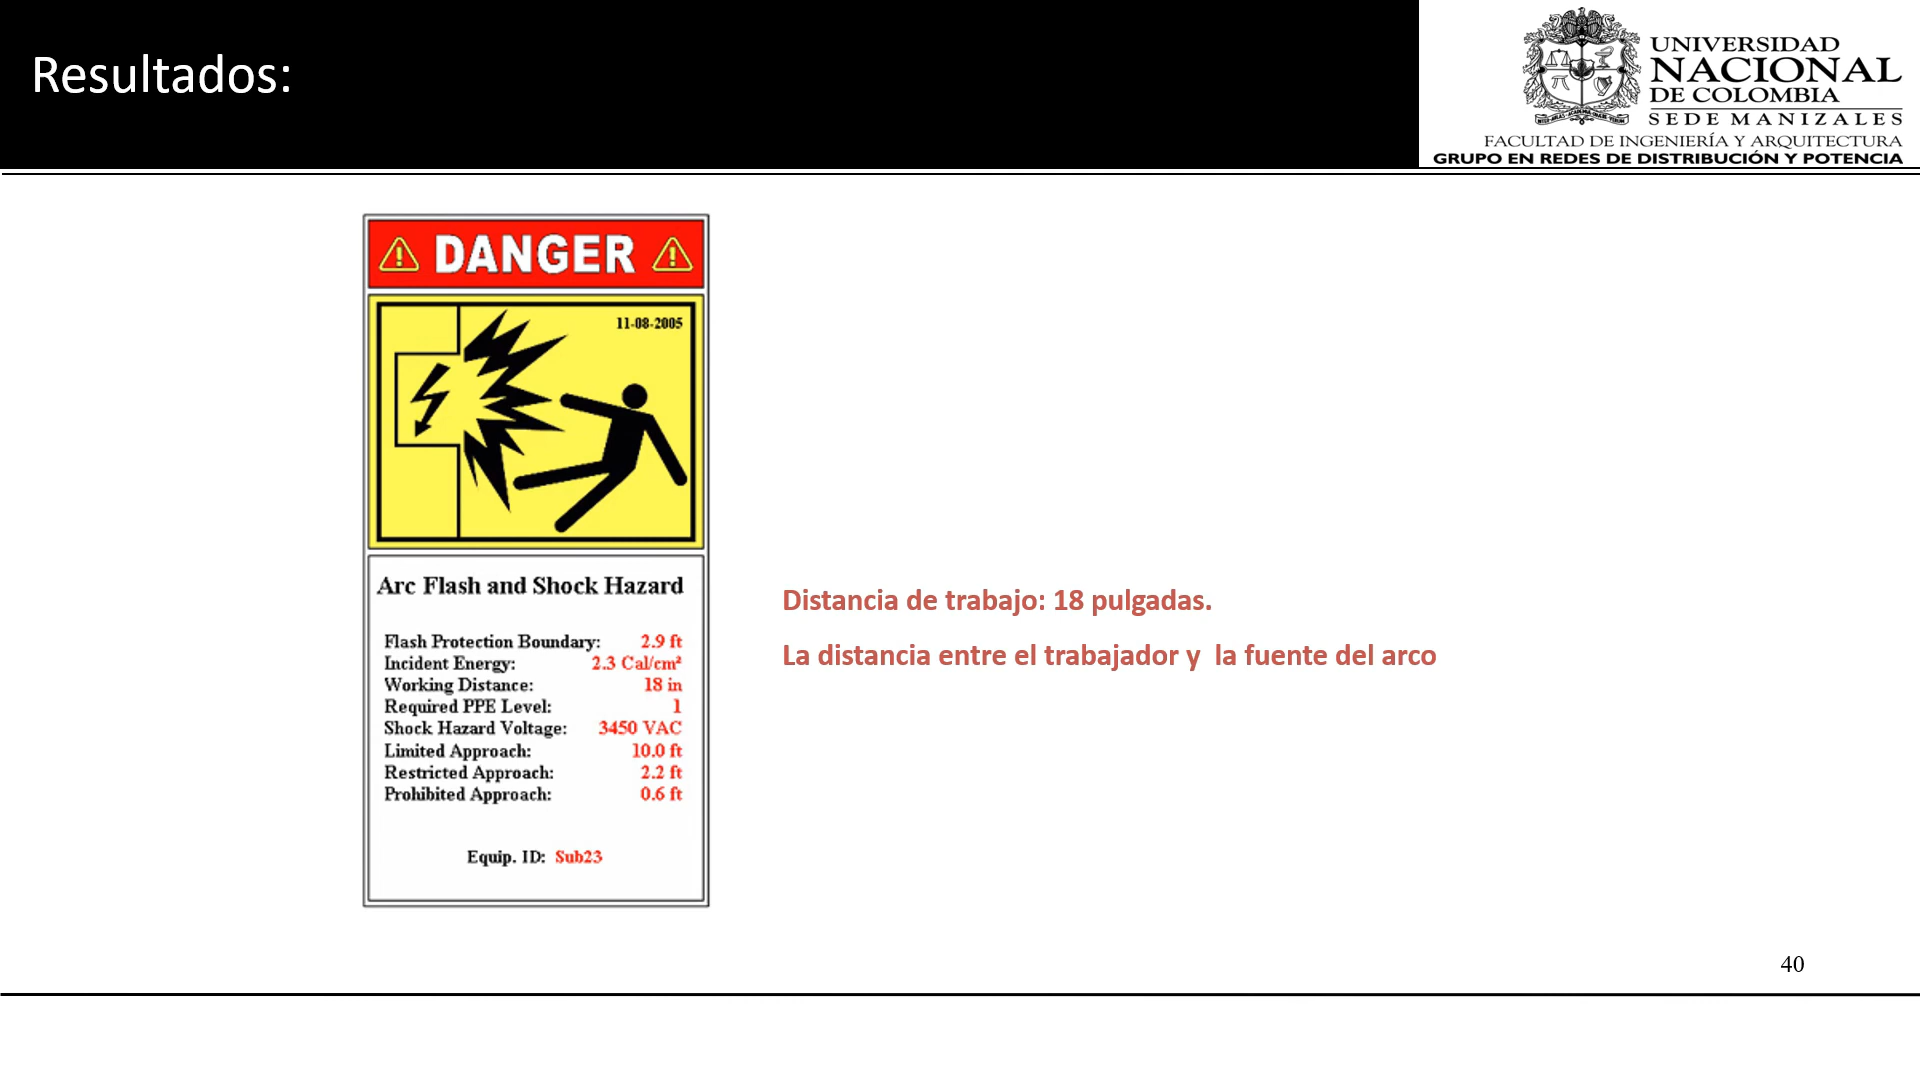 Resultados:
UNIVERSIDAD
NACIONAL
DE COLOMBIA
SEDE MANIZALES
FACULTAD DE INGENIERÍA Y ARQUITECTURA
GRUPO EN REDES DE DISTRIBUCIÓN Y POTENCIA
DANGER
11-08-2005
Arc Flash and Shock Hazard
Flash Protection Boundary: 2.9 ft
Incident Energy: 2.3 Cal/cm²
Working Distance: 18 in
Required PPE Level: 1
Shock Hazard Voltage: 3450 VAC
Limited Approach: 10.0 ft
Restricted Approach: 2.2 ft
Prohibited Approach: 0.6 ft
Equip. ID: Sub23
Distancia de trabajo: 18 pulgadas.
La distancia entre el trabajador y la fuente del arco
40